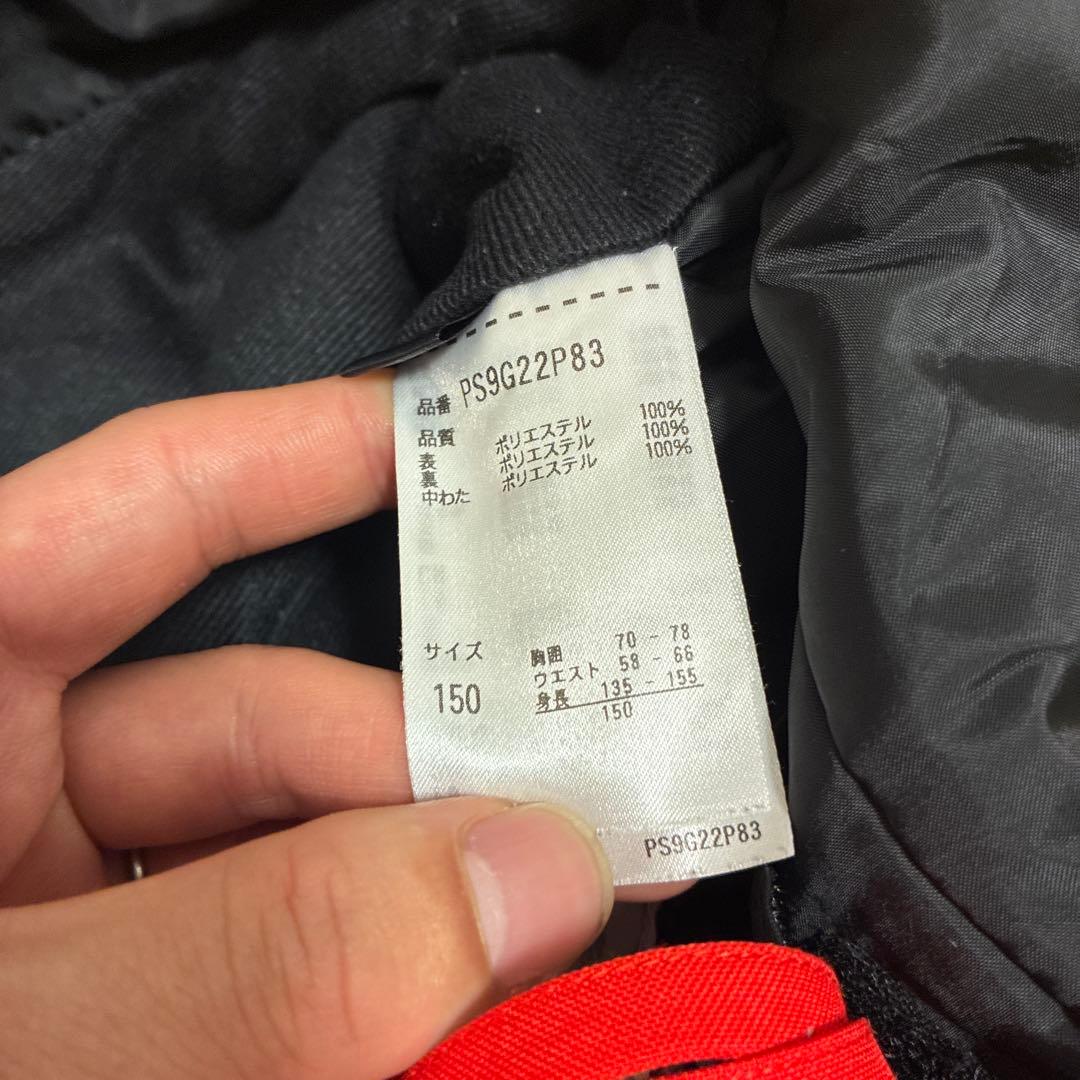 品番 PS9G22P83
品質
表 ポリエステル 100%
裏 ポリエステル 100%
中わた ポリエステル 100%
サイズ
150
胸囲 70 - 78
ウエスト 58 - 66
身長 135 - 155
150
PS9G22P83